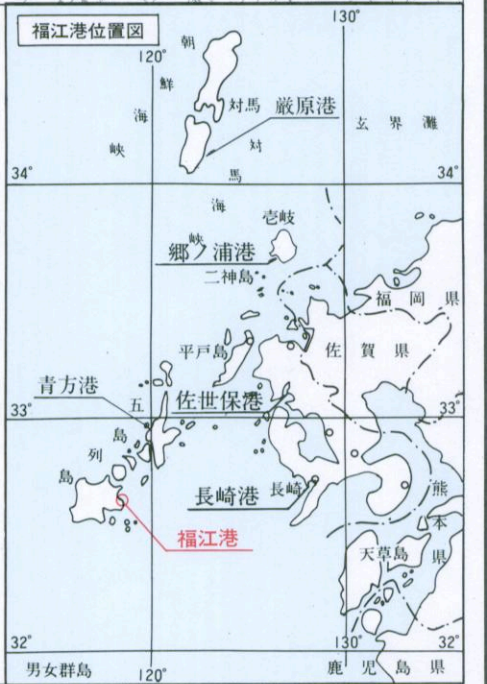 130°
福江港位置図
120°
朝鮮海峡
対馬
厳原港
玄界灘
対馬海峡
34°
34°
壱岐
郷ノ浦港
二神島
福岡県
平戸島
佐賀県
青方港
佐世保港
33°
33°
五島列島
長崎
長崎港
熊本県
福江港
天草島
32°
130°
32°
男女群島
120°
鹿児島県